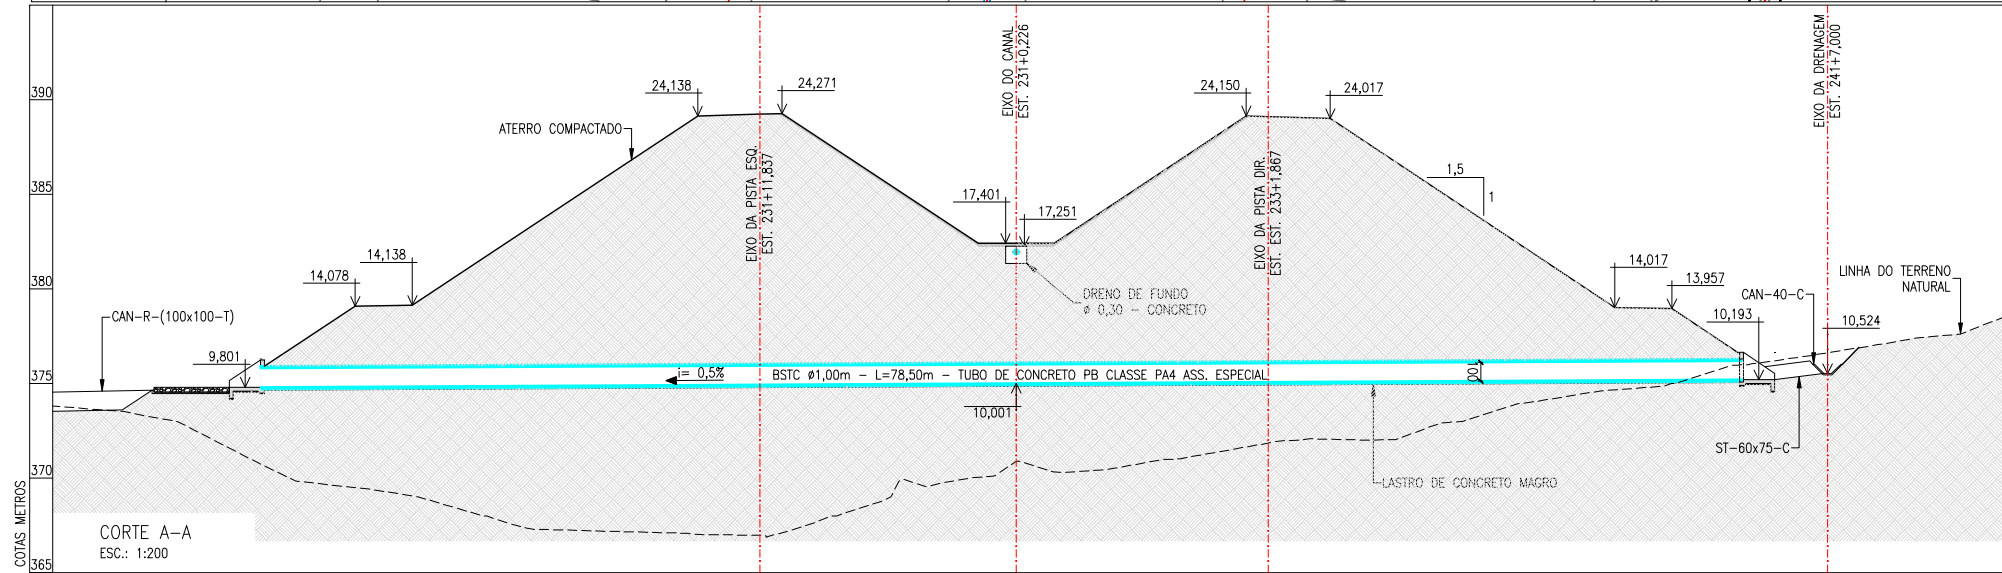 EIXO DO CANAL
EST. 231+0,226
EIXO DA DRENAGEM
EST. 241+7,000
24,138
24,271
24,150
24,017
390
ATERRO COMPACTADO
EIXO DA PISTA ESQ.
EST. 231+11,837
EIXO DA PISTA DIR.
EST. EST. 233+1,867
1,5
1
385
17,401
17,251
14,138
14,078
14,017
13,957
LINHA DO TERRENO
NATURAL
380
DRENO DE FUNDO
ø 0,30 - CONCRETO
CAN-40-C
CAN-R-(100x100-T)
10,193
10,524
9,801
375
i= 0,5%
BSTC ø1,00m - L=78,50m - TUBO DE CONCRETO PB CLASSE PA4 ASS. ESPECIAL
100
10,001
ST-60x75-C
370
LASTRO DE CONCRETO MAGRO
COTAS METROS
CORTE A-A
ESC.: 1:200
365